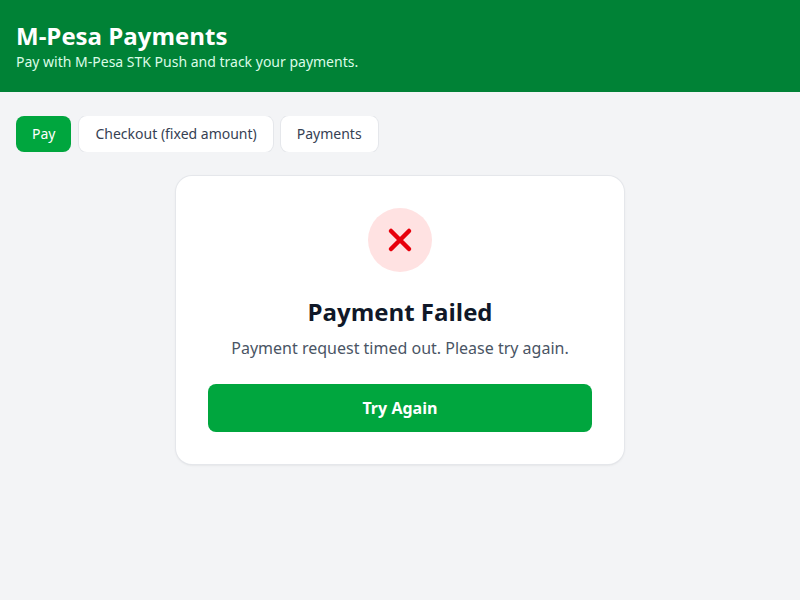 M-Pesa Payments
Pay with M-Pesa STK Push and track your payments.
Pay
Checkout (fixed amount)
Payments
Payment Failed
Payment request timed out. Please try again.
Try Again